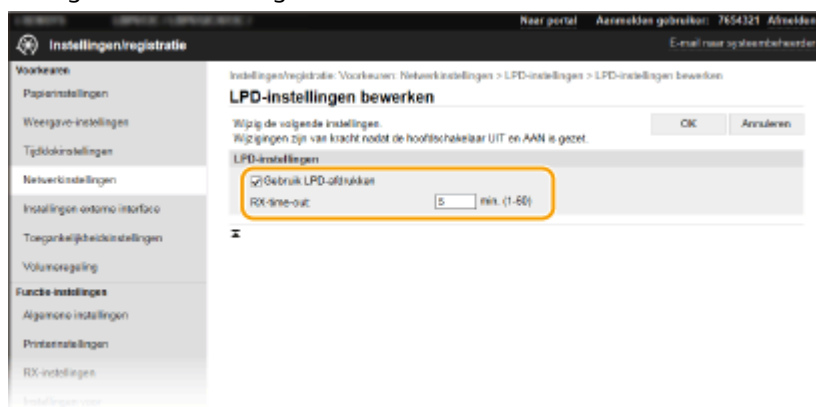 Naar portal Aanmelden gebruiker: 7654321 Afmelden
Instellingen/registratie
E-mail naar systeembeheerder
Voorkeuren
Papierinstellingen
Weergave-instellingen
Tijdklokinstellingen
Netwerkinstellingen
Instellingen externe interface
Toegankelijkheidsinstellingen
Volumeregeling
Functie-instellingen
Algemene instellingen
Printerinstellingen
RX-instellingen
Instellingen voor
Instellingen/registratie: Voorkeuren: Netwerkinstellingen > LPD-instellingen > LPD-instellingen bewerken
LPD-instellingen bewerken
Wijzig de volgende instellingen.
Wijzigingen zijn van kracht nadat de hoofdschakelaar UIT en AAN is gezet.
OK Annuleren
LPD-instellingen
Gebruik LPD-afdrukken
RX-time-out: 5 min. (1-60)